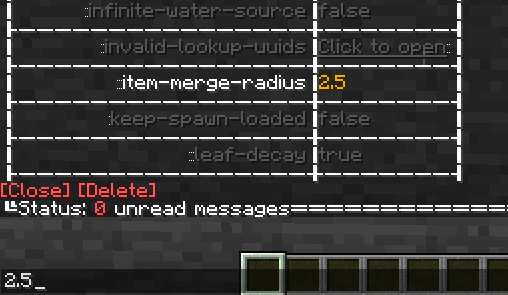 infinite-water-source false
invalid-lookup-uuids Click to open
item-merge-radius 2.5
keep-spawn-loaded false
leaf-decay true
[Close] [Delete]
Status: 0 unread messages
2.5_